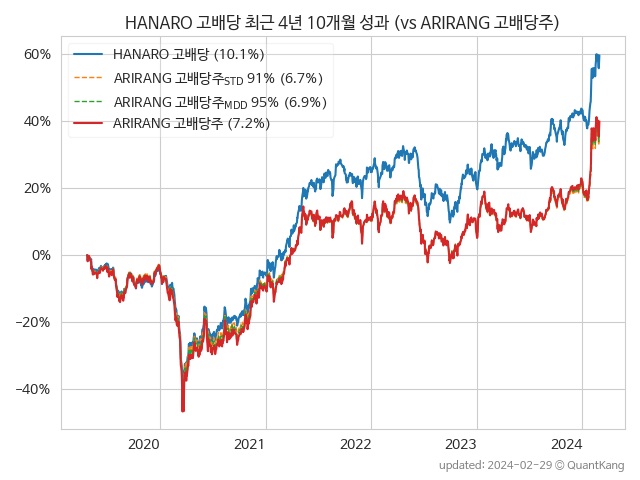 HANARO 고배당 최근 4년 10개월 성과 (vs ARIRANG 고배당주)
HANARO 고배당 (10.1%)
ARIRANG 고배당주STD 91% (6.7%)
ARIRANG 고배당주MDD 95% (6.9%)
ARIRANG 고배당주 (7.2%)
60%
40%
20%
0%
−20%
−40%
2020 2021 2022 2023 2024
updated: 2024-02-29 © QuantKang